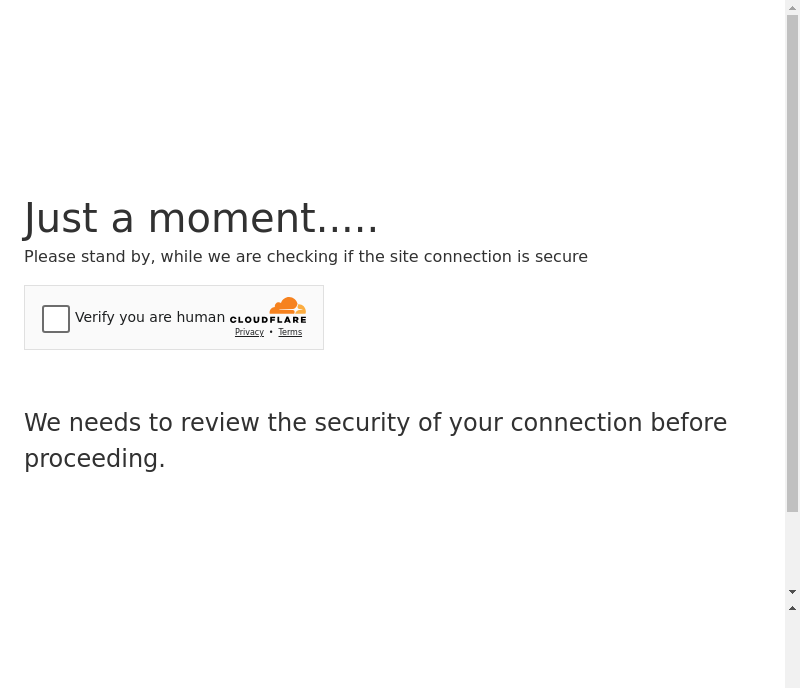 Just a moment.....
Please stand by, while we are checking if the site connection is secure
Verify you are human
CLOUDFLARE
Privacy • Terms
We needs to review the security of your connection before
proceeding.